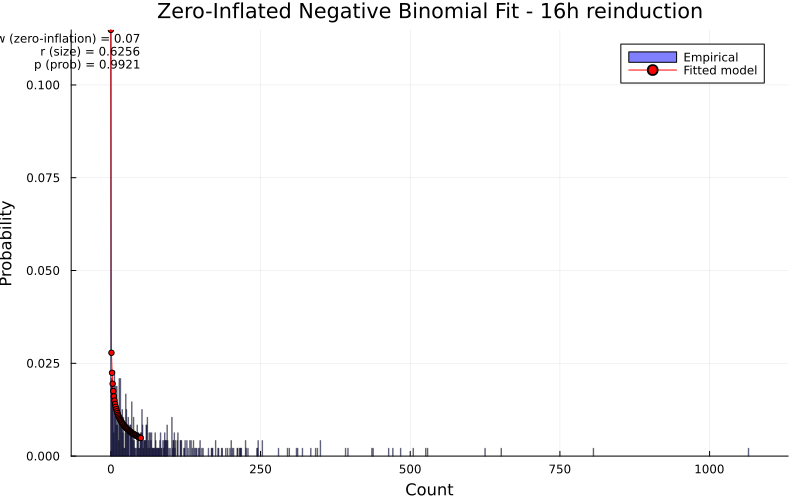 Zero-Inflated Negative Binomial Fit - 16h reinduction
w (zero-inflation) = 0.07
r (size) = 0.6256
p (prob) = 0.9921
Empirical
Fitted model
0.100
0.075
0.050
0.025
0.000
Probability
0
250
500
750
1000
Count